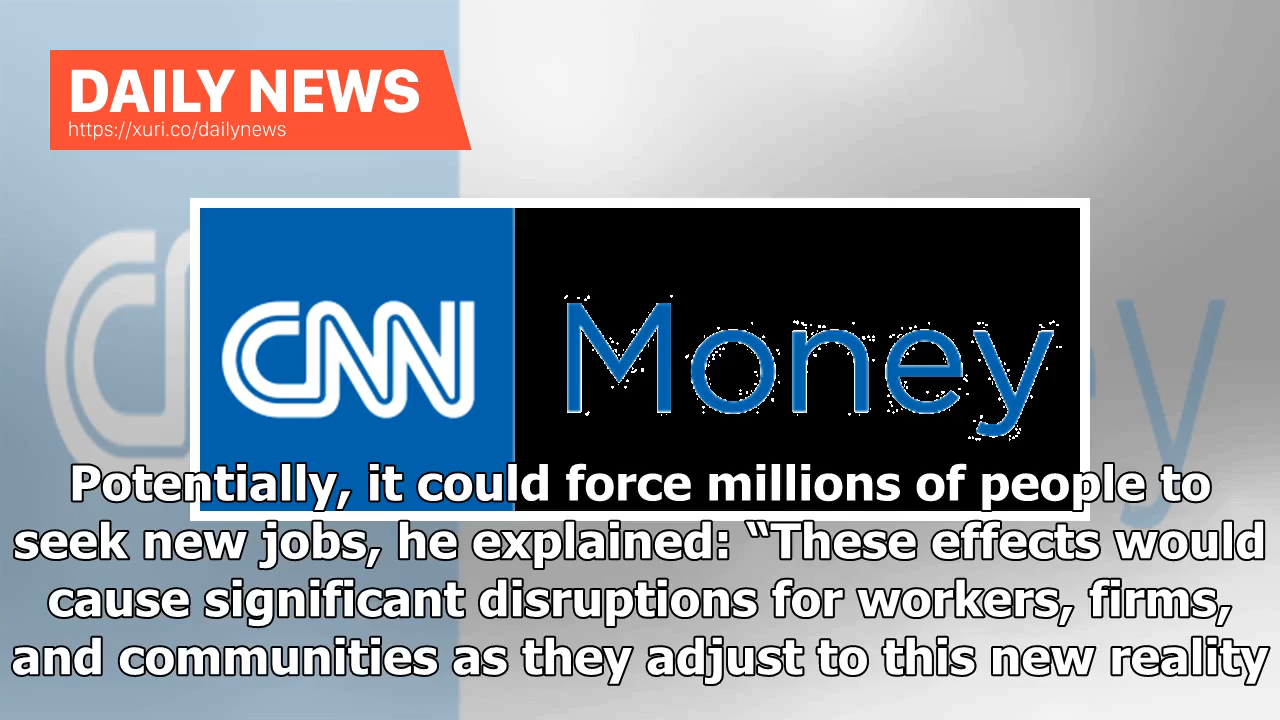 DAILY NEWS
https://xuri.co/dailynews
CNN Money
Potentially, it could force millions of people to
seek new jobs, he explained: “These effects would
cause significant disruptions for workers, firms,
and communities as they adjust to this new reality